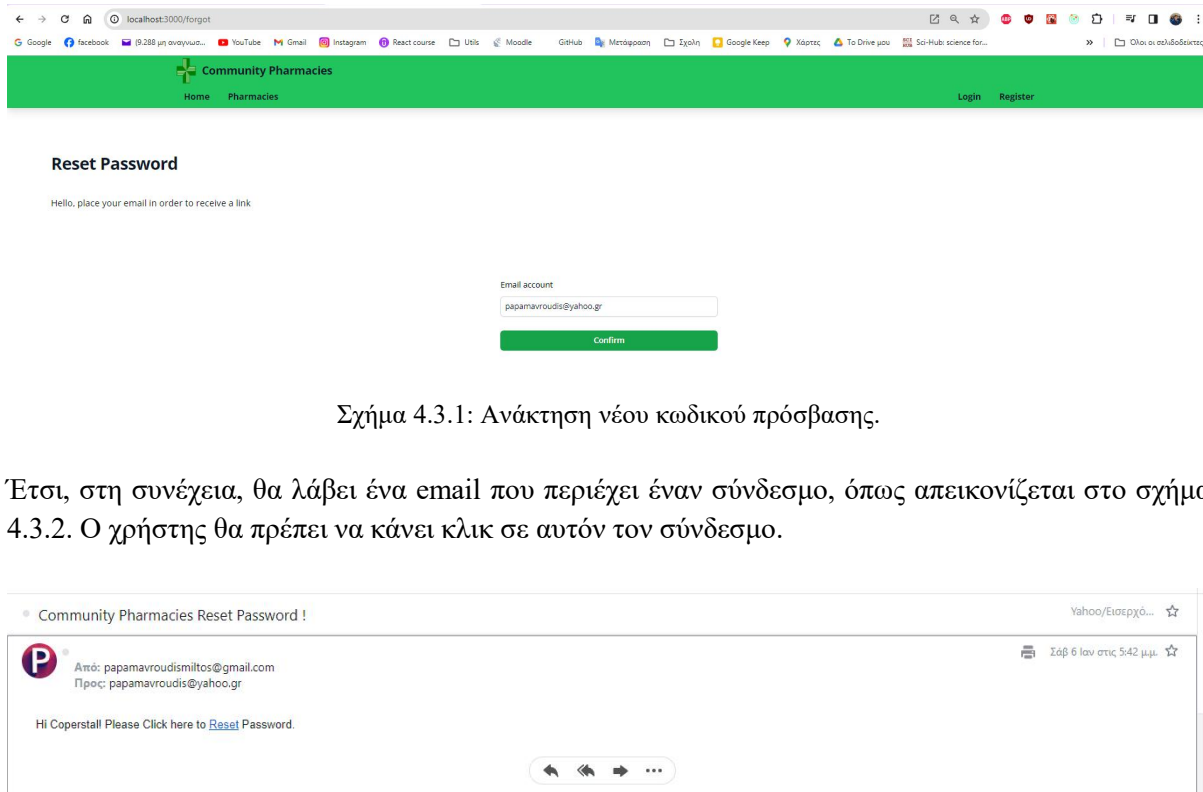 localhost:3000/forgot
Google facebook (9.288 μη αναγνωσ... YouTube Gmail Instagram React course Utils Moodle GitHub Μετάφραση Σχολη Google Keep Χάρτες To Drive μου Sci-Hub: science for... » Όλοι οι σελιδοδείκτες
Community Pharmacies
Home Pharmacies Login Register
Reset Password
Hello, place your email in order to receive a link
Email account
papamavroudis@yahoo.gr
Confirm
Σχήμα 4.3.1: Ανάκτηση νέου κωδικού πρόσβασης.
Έτσι, στη συνέχεια, θα λάβει ένα email που περιέχει έναν σύνδεσμο, όπως απεικονίζεται στο σχήμα
4.3.2. Ο χρήστης θα πρέπει να κάνει κλικ σε αυτόν τον σύνδεσμο.
Community Pharmacies Reset Password ! Yahoo/Εισερχό...
P
Από: papamavroudismiltos@gmail.com Σάβ 6 Ιαν στις 5:42 μ.μ.
Προς: papamavroudis@yahoo.gr
Hi Coperstal! Please Click here to Reset Password.